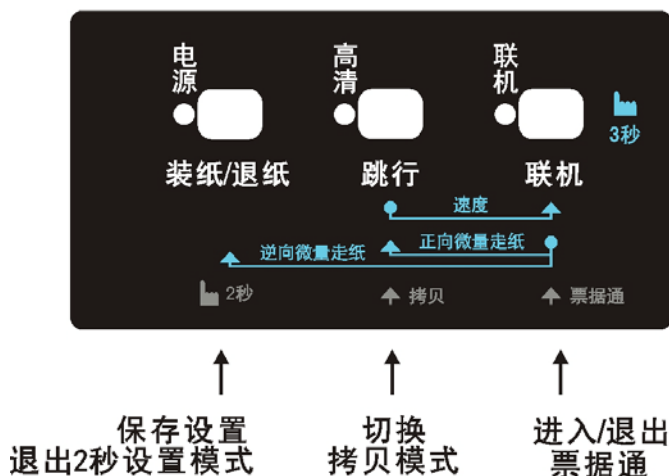 电源
高清
联机
3秒
装纸/退纸
跳行
联机
速度
逆向微量走纸
正向微量走纸
2秒
拷贝
票据通
保存设置
退出2秒设置模式
切换
拷贝模式
进入/退出
票据通